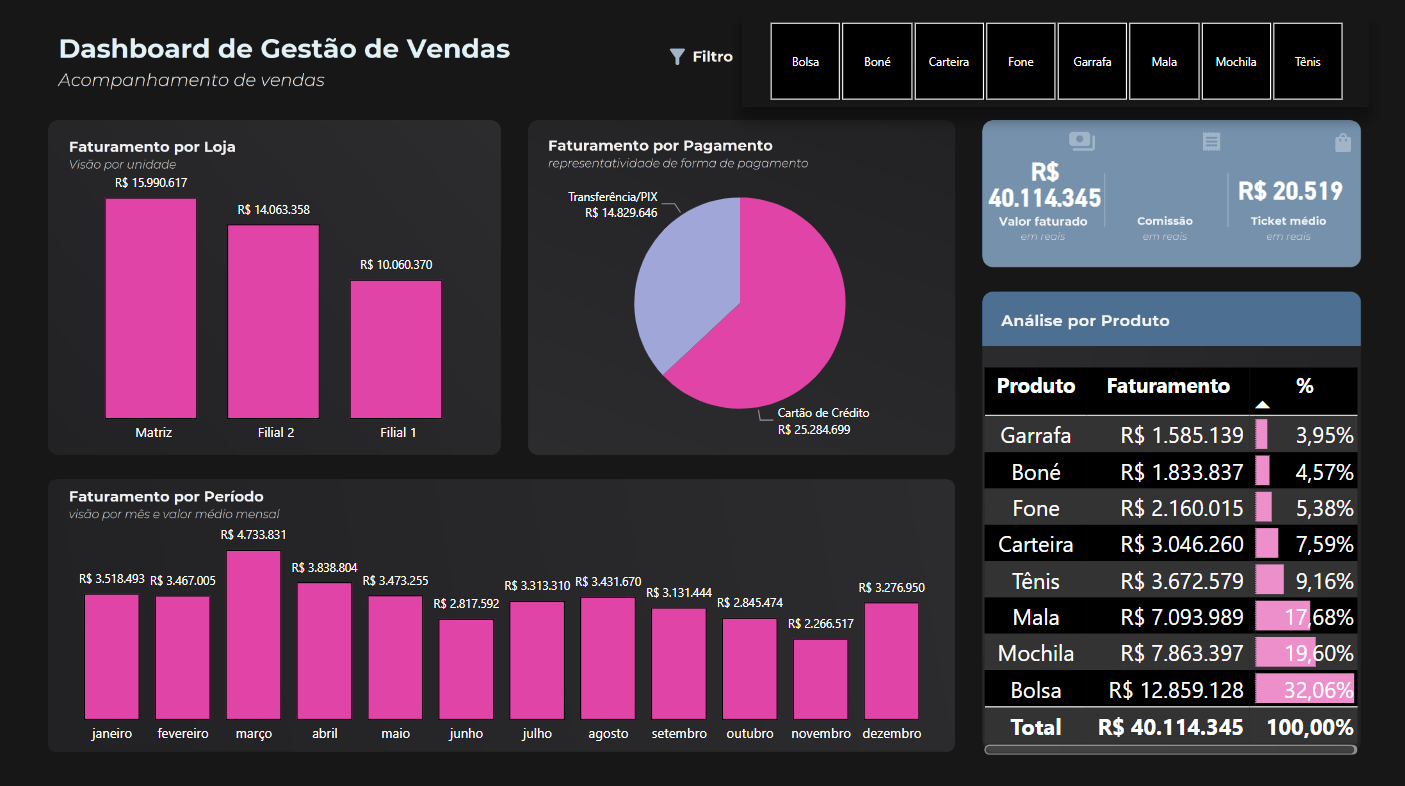 Dashboard de Gestão de Vendas
Acompanhamento de vendas
Filtro
Bolsa
Boné
Carteira
Fone
Garrafa
Mala
Mochila
Tênis
Faturamento por Loja
Visão por unidade
R$ 15.990.617
R$ 14.063.358
R$ 10.060.370
Matriz
Filial 2
Filial 1
Faturamento por Pagamento
representatividade de forma de pagamento
Transferência/PIX
R$ 14.829.646
Cartão de Crédito
R$ 25.284.699
R$
40.114.345
Valor faturado
em reais
Comissão
em reais
R$ 20.519
Ticket médio
em reais
Faturamento por Período
visão por mês e valor médio mensal
R$ 3.518.493
R$ 3.467.005
R$ 4.733.831
R$ 3.838.804
R$ 3.473.255
R$ 2.817.592
R$ 3.313.310
R$ 3.431.670
R$ 3.131.444
R$ 2.845.474
R$ 2.266.517
R$ 3.276.950
janeiro
fevereiro
março
abril
maio
junho
julho
agosto
setembro
outubro
novembro
dezembro
Análise por Produto
Produto Faturamento %
Garrafa R$ 1.585.139 3,95%
Boné R$ 1.833.837 4,57%
Fone R$ 2.160.015 5,38%
Carteira R$ 3.046.260 7,59%
Tênis R$ 3.672.579 9,16%
Mala R$ 7.093.989 17,68%
Mochila R$ 7.863.397 19,60%
Bolsa R$ 12.859.128 32,06%
Total R$ 40.114.345 100,00%